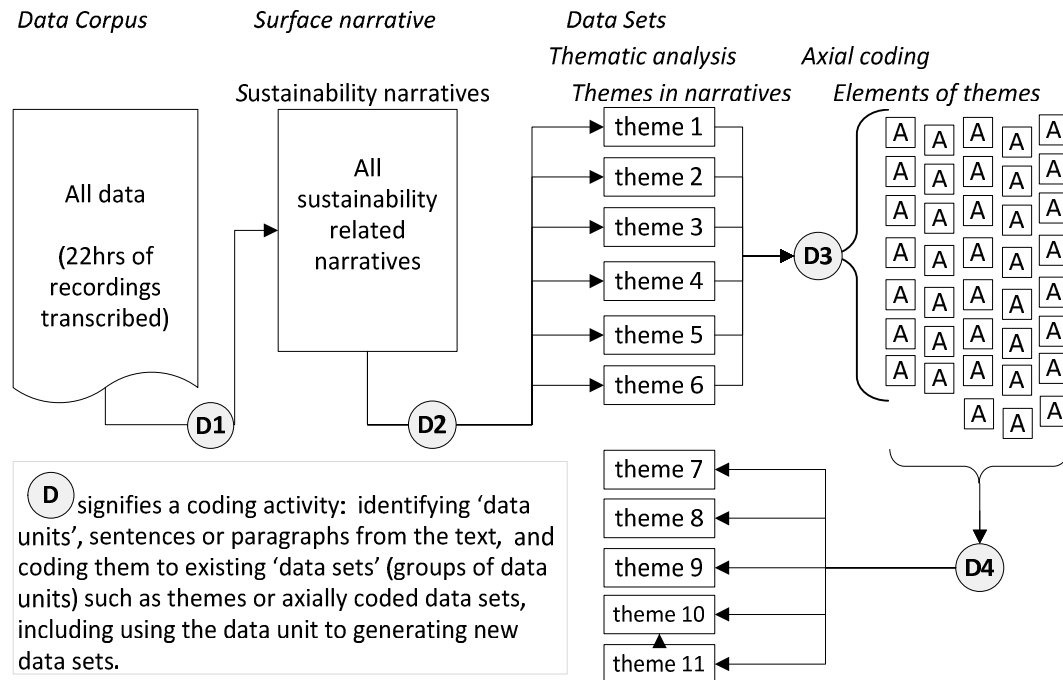 Data Corpus
Surface narrative
Data Sets
Thematic analysis
Axial coding
Sustainability narratives
Themes in narratives
Elements of themes
All data
(22hrs of
recordings
transcribed)
D1
All
sustainability
related
narratives
D2
theme 1
theme 2
theme 3
theme 4
theme 5
theme 6
D3
A A A A A
A A A A A
A A A A A
A A A A A
A A A A A
A A A A A
A A A A A
A A A
D4
theme 7
theme 8
theme 9
theme 10
theme 11
D signifies a coding activity: identifying ‘data
units’, sentences or paragraphs from the text, and
coding them to existing ‘data sets’ (groups of data
units) such as themes or axially coded data sets,
including using the data unit to generating new
data sets.